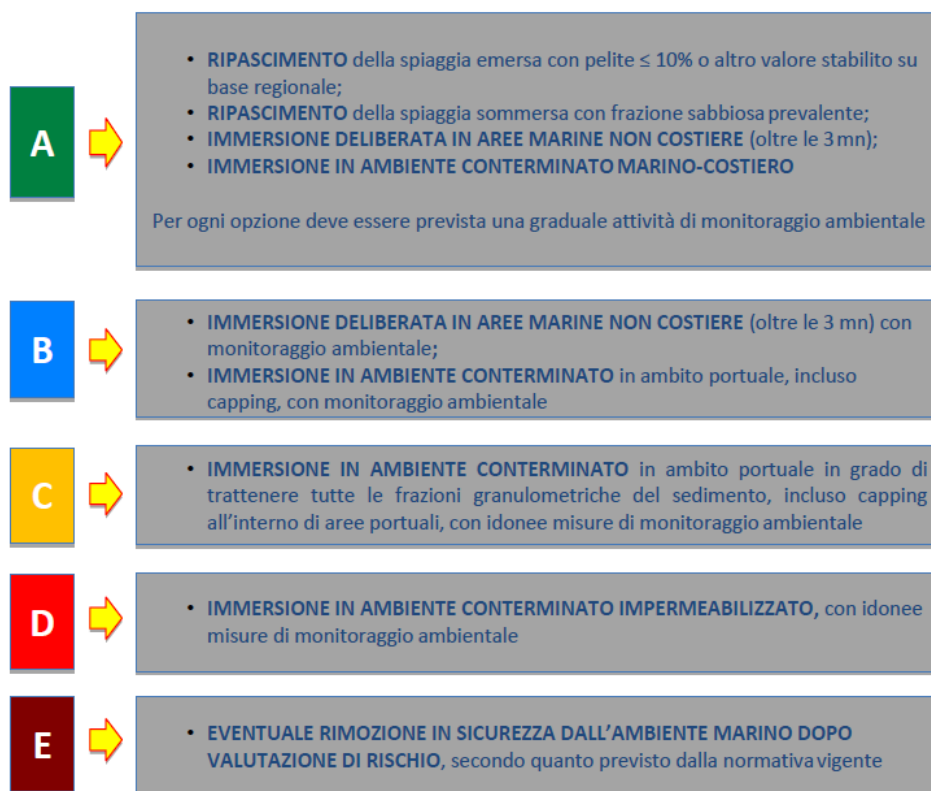 A
• RIPASCIMENTO della spiaggia emersa con pelite ≤ 10% o altro valore stabilito su
base regionale;
• RIPASCIMENTO della spiaggia sommersa con frazione sabbiosa prevalente;
• IMMERSIONE DELIBERATA IN AREE MARINE NON COSTIERE (oltre le 3 mn);
• IMMERSIONE IN AMBIENTE CONTERMINATO MARINO-COSTIERO
Per ogni opzione deve essere prevista una graduale attività di monitoraggio ambientale
B
• IMMERSIONE DELIBERATA IN AREE MARINE NON COSTIERE (oltre le 3 mn) con
monitoraggio ambientale;
• IMMERSIONE IN AMBIENTE CONTERMINATO in ambito portuale, incluso
capping, con monitoraggio ambientale
C
• IMMERSIONE IN AMBIENTE CONTERMINATO in ambito portuale in grado di
trattenere tutte le frazioni granulometriche del sedimento, incluso capping
all’interno di aree portuali, con idonee misure di monitoraggio ambientale
D
• IMMERSIONE IN AMBIENTE CONTERMINATO IMPERMEABILIZZATO, con idonee
misure di monitoraggio ambientale
E
• EVENTUALE RIMOZIONE IN SICUREZZA DALL’AMBIENTE MARINO DOPO
VALUTAZIONE DI RISCHIO, secondo quanto previsto dalla normativa vigente